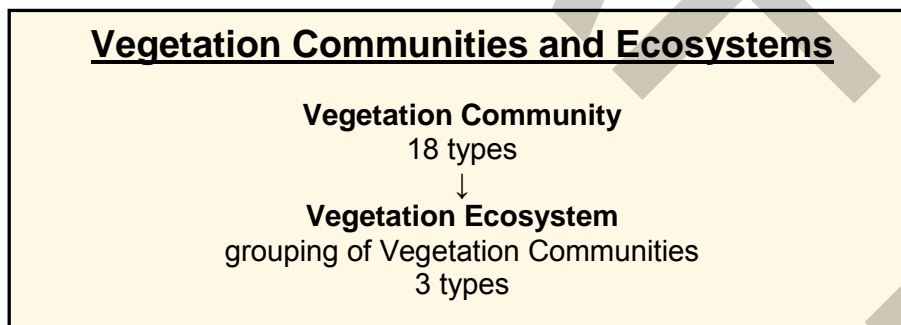 Vegetation Communities and Ecosystems
Vegetation Community
18 types
↓
Vegetation Ecosystem
grouping of Vegetation Communities
3 types